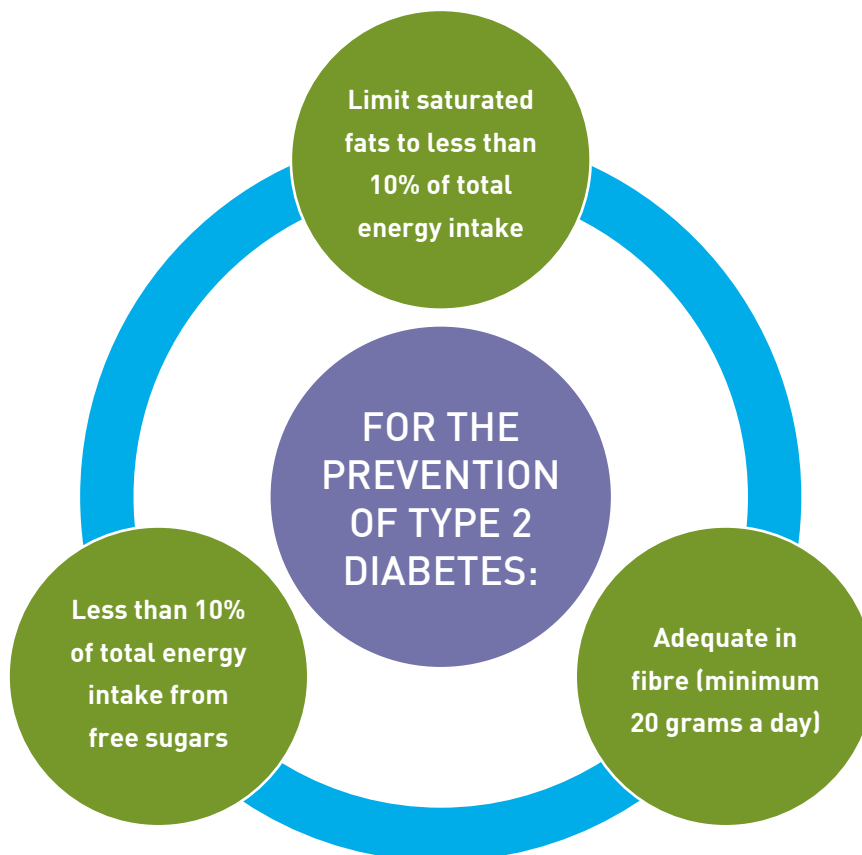 Limit saturated
fats to less than
10% of total
energy intake
FOR THE
PREVENTION
OF TYPE 2
DIABETES:
Less than 10%
of total energy
intake from
free sugars
Adequate in
fibre (minimum
20 grams a day)